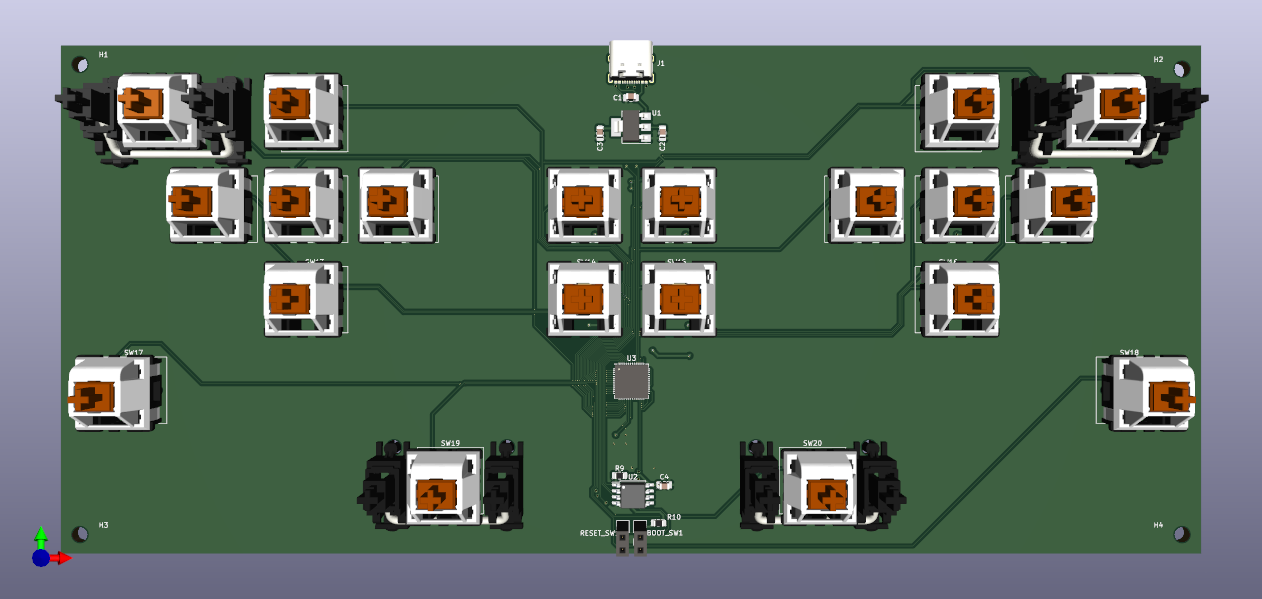 H1
J1
H2
C1
U1
C3
C2
SW17
U3
SW18
SW19
SW20
R9
U2
C4
R10
H3
RESET_SW
BOOT_SW1
H4